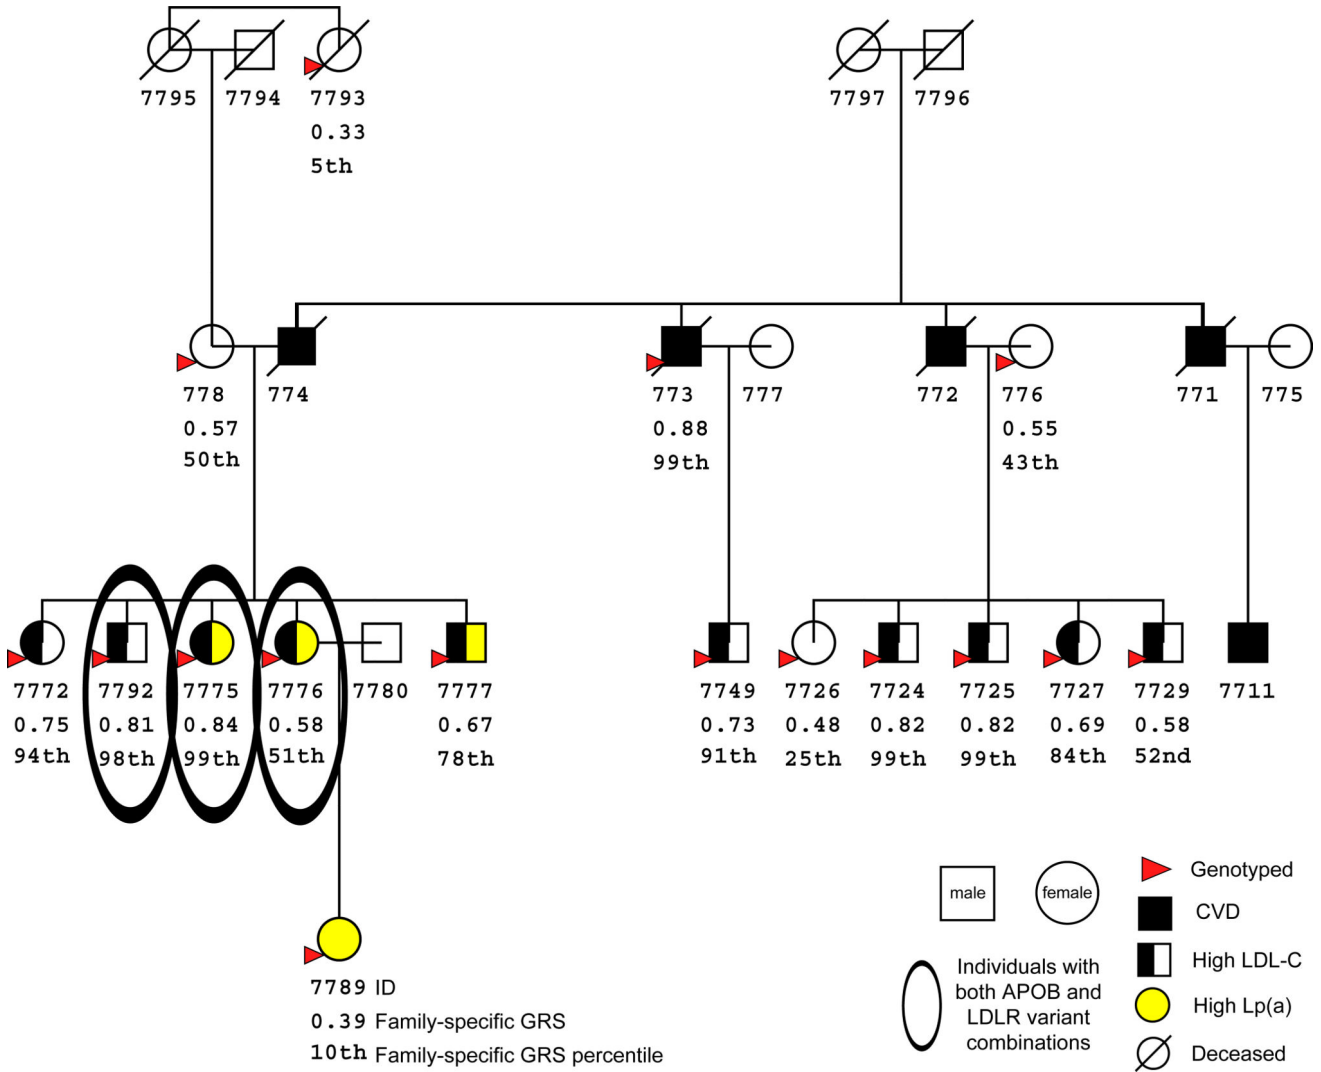 7795 7794 7793 7797 7796
0.33
5th
778 774 773 777 772 776 771 775
0.57 0.88 0.55
50th 99th 43th
7772 7792 7775 7776 7780 7777 7749 7726 7724 7725 7727 7729 7711
0.75 0.81 0.84 0.58 0.67 0.73 0.48 0.82 0.82 0.69 0.58
94th 98th 99th 51th 78th 91th 25th 99th 99th 84th 52nd
7789 ID
0.39 Family-specific GRS
10th Family-specific GRS percentile
male
female
Individuals with
both APOB and
LDLR variant
combinations
Genotyped
CVD
High LDL-C
High Lp(a)
Deceased